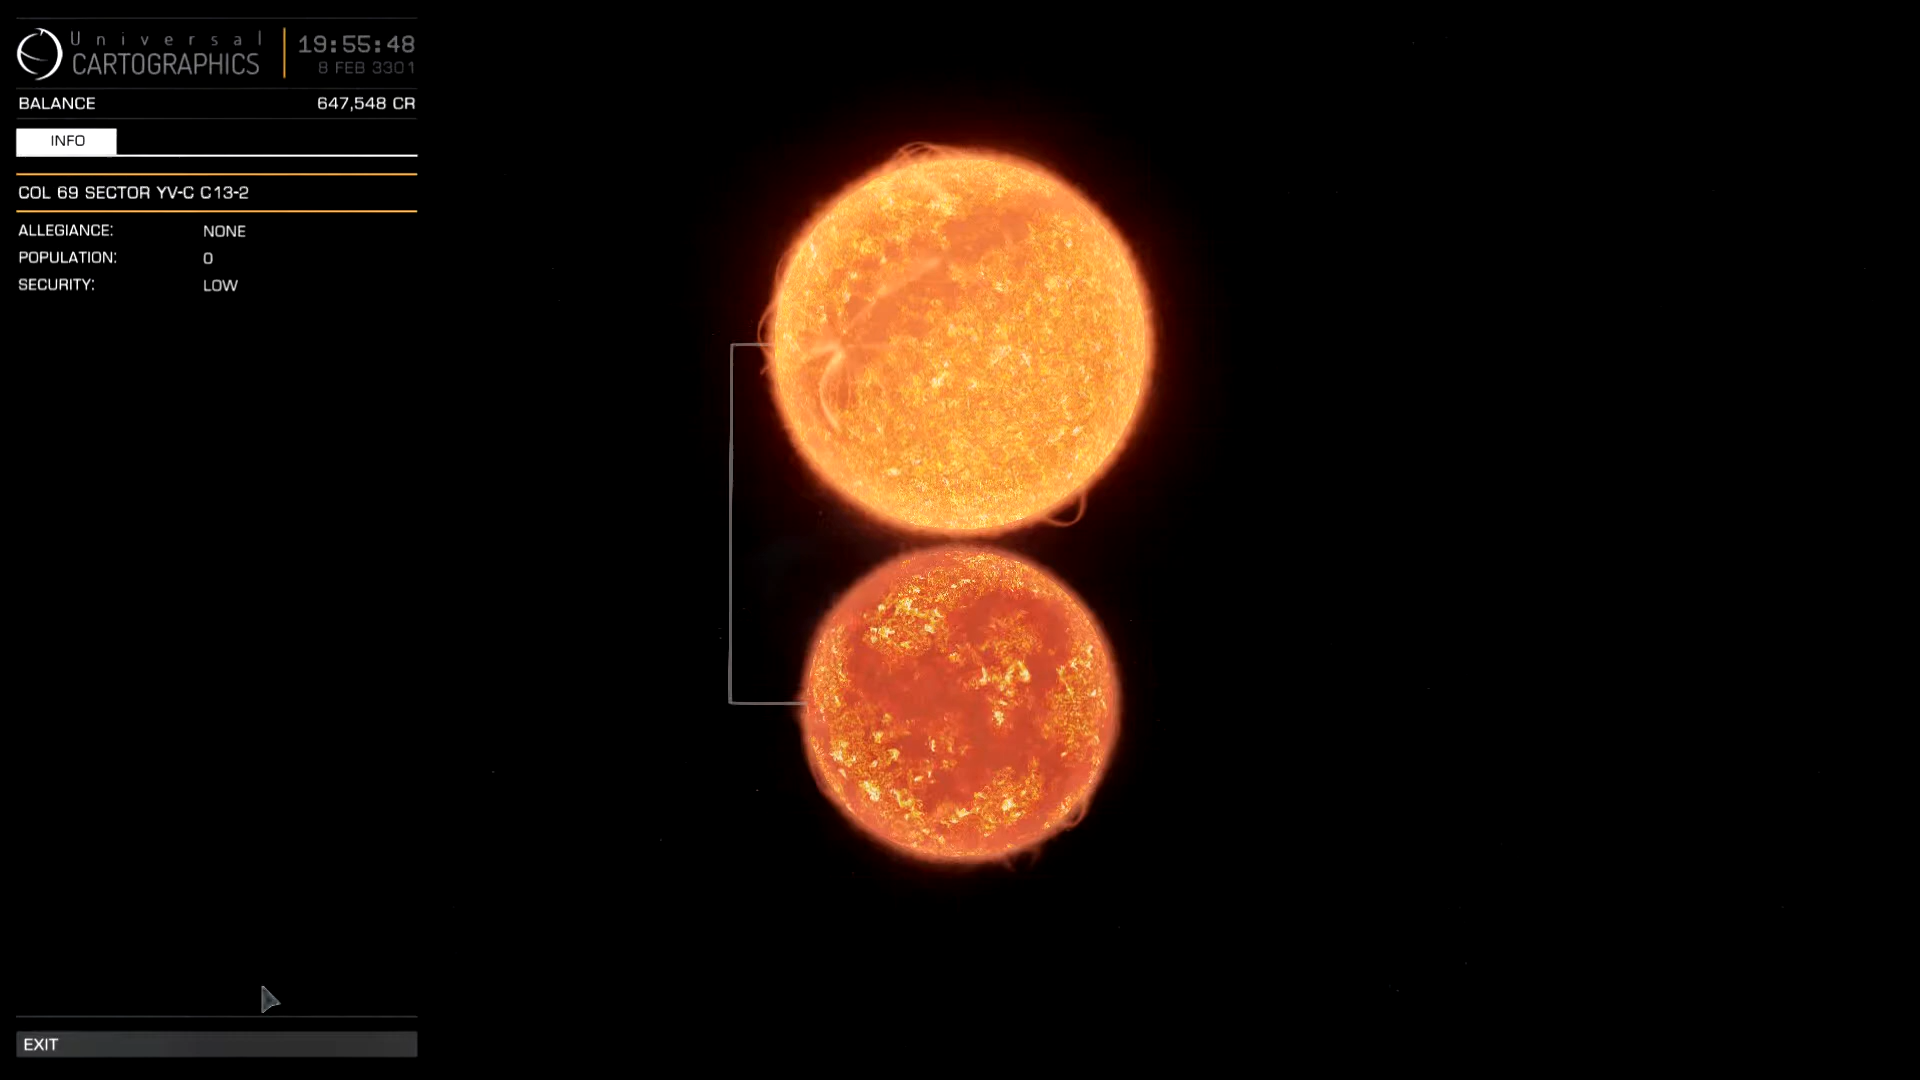 Universal
CARTOGRAPHICS
19:55:48
8 FEB 3301
BALANCE 647,548 CR
INFO
COL 69 SECTOR YV-C C13-2
ALLEGIANCE: NONE
POPULATION: 0
SECURITY: LOW
EXIT